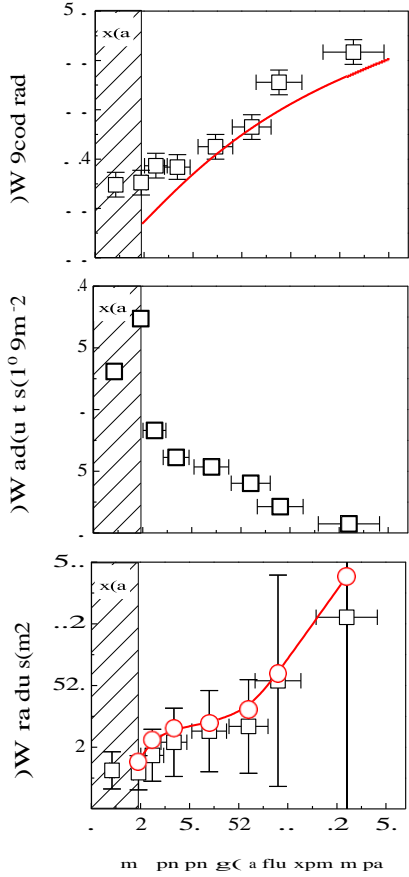 5.
x(a
.4
. .
)W 9cod rad
.4
x(a
5
.
5
.
)W ad(u t s(1⁰ 9m-2
5..
x(a
..2
52.
2
)W ra du s(m2
. 2 5. 52 .. .2 5.
m pn pn g( a flu xpm m pa